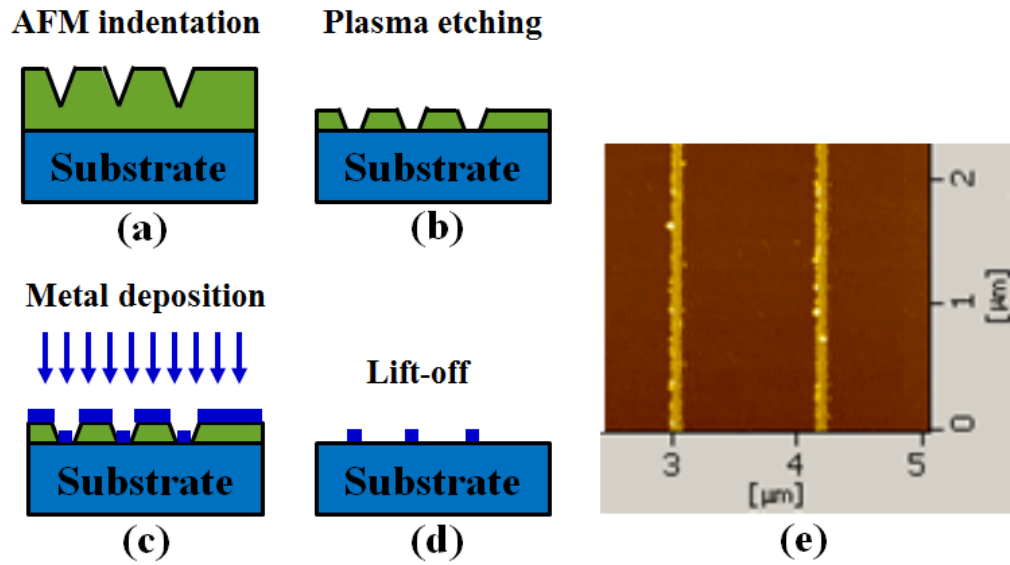 AFM indentation
Plasma etching
Substrate
Substrate
(a)
(b)
Metal deposition
Lift-off
Substrate
Substrate
(c)
(d)
2
1
0
[µm]
3
4
5
[µm]
(e)